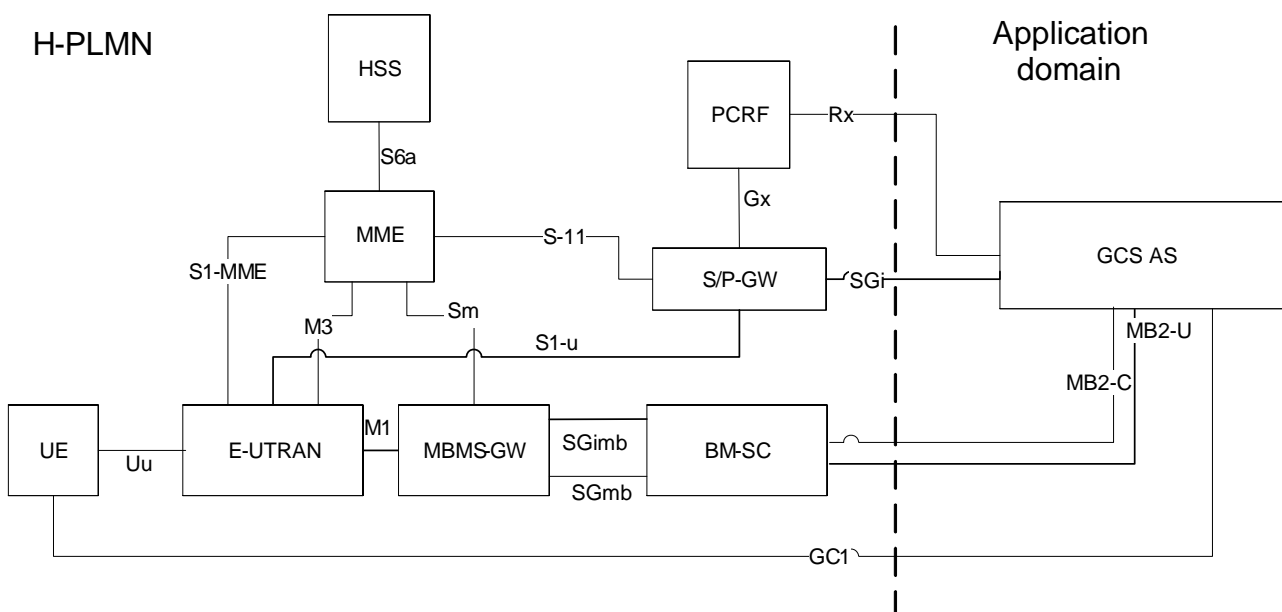 H-PLMN
Application
domain
HSS
PCRF
Rx
S6a
Gx
MME
S-11
GCS AS
S1-MME
S/P-GW
SGi
M3
Sm
MB2-U
S1-u
MB2-C
UE
Uu
E-UTRAN
M1
MBMS-GW
SGimb
SGmb
BM-SC
GC1